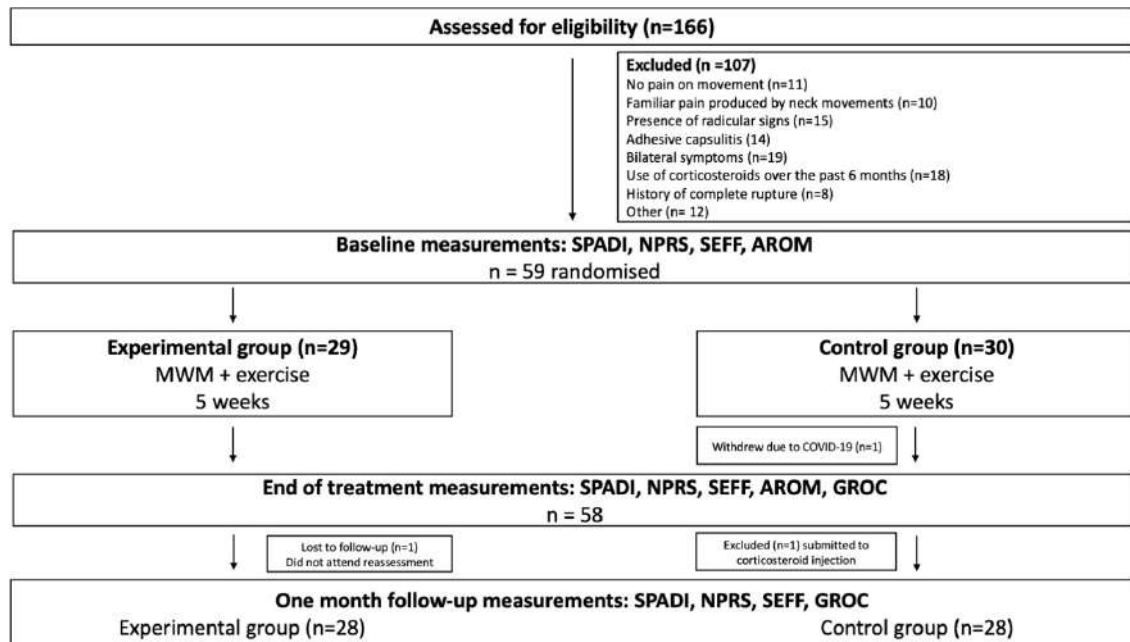 Assessed for eligibility (n=166)
Excluded (n =107)
No pain on movement (n=11)
Familiar pain produced by neck movements (n=10)
Presence of radicular signs (n=15)
Adhesive capsulitis (14)
Bilateral symptoms (n=19)
Use of corticosteroids over the past 6 months (n=18)
History of complete rupture (n=8)
Other (n= 12)
Baseline measurements: SPADI, NPRS, SEFF, AROM
n = 59 randomised
Experimental group (n=29)
MWM + exercise
5 weeks
Control group (n=30)
MWM + exercise
5 weeks
Withdrew due to COVID-19 (n=1)
End of treatment measurements: SPADI, NPRS, SEFF, AROM, GROC
n = 58
Lost to follow-up (n=1)
Did not attend reassessment
Excluded (n=1) submitted to
corticosteroid injection
One month follow-up measurements: SPADI, NPRS, SEFF, GROC
Experimental group (n=28)
Control group (n=28)